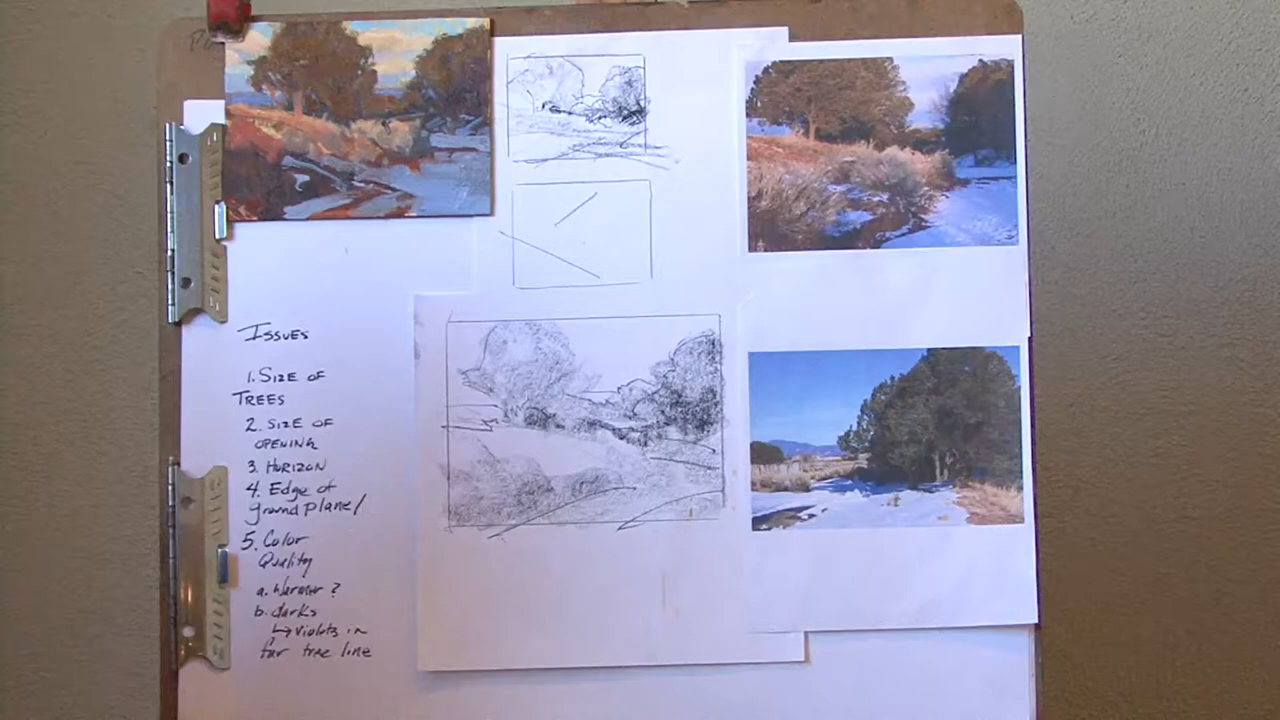 ISSUES
1. SIZE OF
TREES
2. SIZE OF
OPENING
3. HORIZON
4. Edge of
ground plane/
5. Color
Quality
a. Warmer?
b. darks
↳ violets in
far tree line